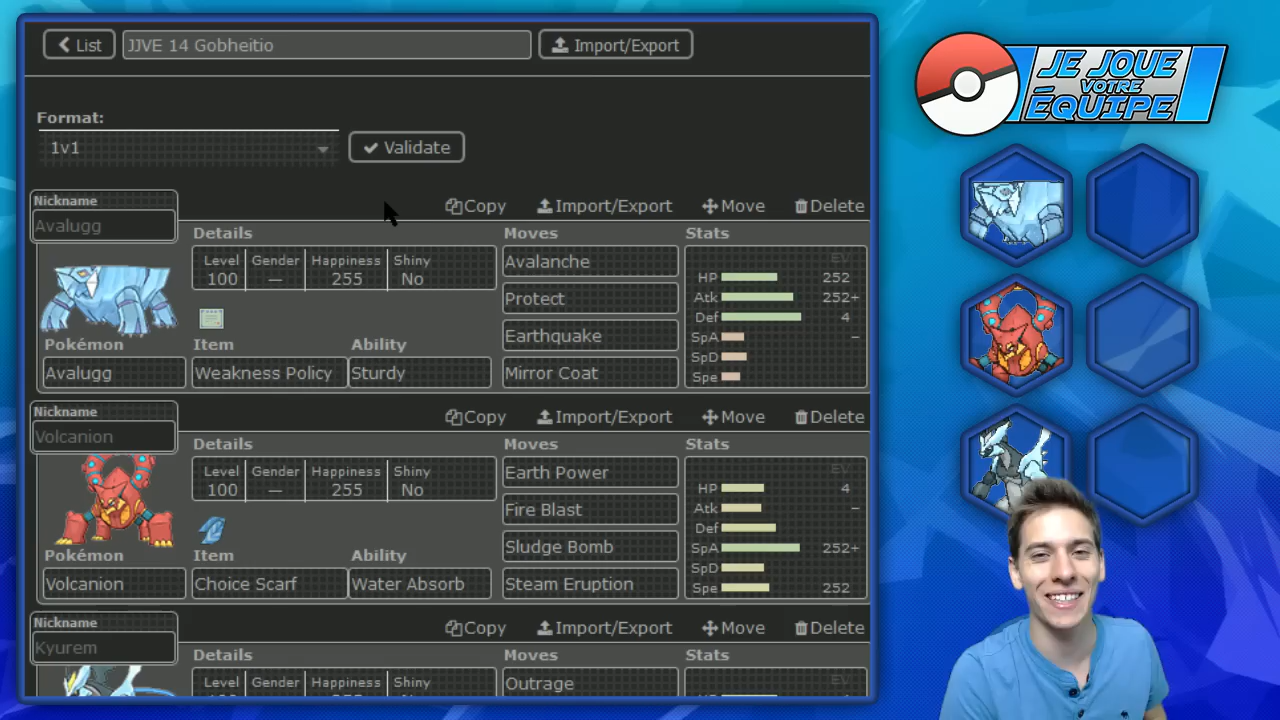 List
JJVE 14 Gobheitio
Import/Export
JE JOUE
VOTRE
ÉQUIPE
Format:
1v1
Validate
Nickname
Avalugg
Copy
Import/Export
Move
Delete
Details
Moves
Stats
Level
Gender
Happiness
Shiny
100
—
255
No
Avalanche
Protect
Earthquake
Mirror Coat
EV
HP 252
Atk 252+
Def 4
SpA –
SpD
Spe
Pokémon
Item
Ability
Avalugg
Weakness Policy
Sturdy
Nickname
Volcanion
Copy
Import/Export
Move
Delete
Details
Moves
Stats
Level
Gender
Happiness
Shiny
100
—
255
No
Earth Power
Fire Blast
Sludge Bomb
Steam Eruption
EV
HP 4
Atk –
Def
SpA 252+
SpD
Spe 252
Pokémon
Item
Ability
Volcanion
Choice Scarf
Water Absorb
Nickname
Kyurem
Copy
Import/Export
Move
Delete
Details
Moves
Stats
Level
Gender
Happiness
Shiny
Outrage
EV